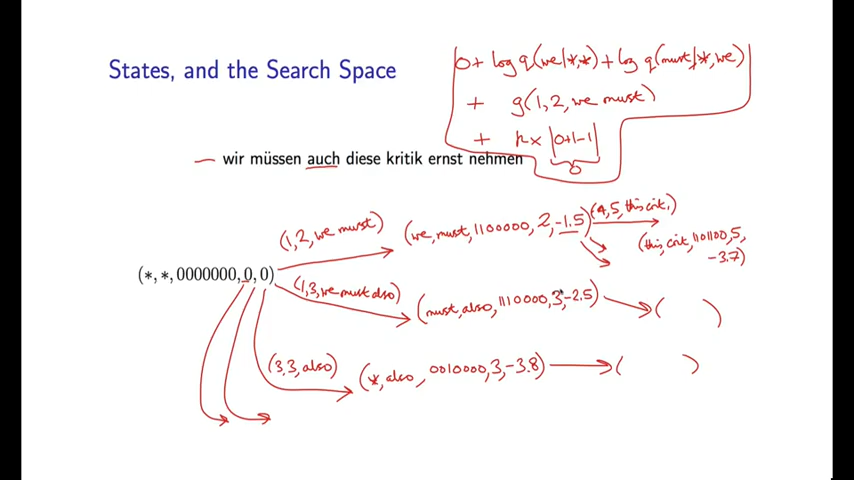 States, and the Search Space
0 + log q(we|*,*) + log q(must|*,we)
+ g(1,2, we must)
+ η × |0+1-1|
0
wir müssen auch diese kritik ernst nehmen
(1,2, we must)
(we, must, 1100000, 2, -1.5)
(4,5, this crit.)
(this, crit, 1101100, 5, -3.7)
(*, *, 0000000, 0, 0)
(1,3, we must also)
(must, also, 1110000, 3, -2.5)
( )
(3,3, also)
(*, also, 0010000, 3, -3.8)
( )